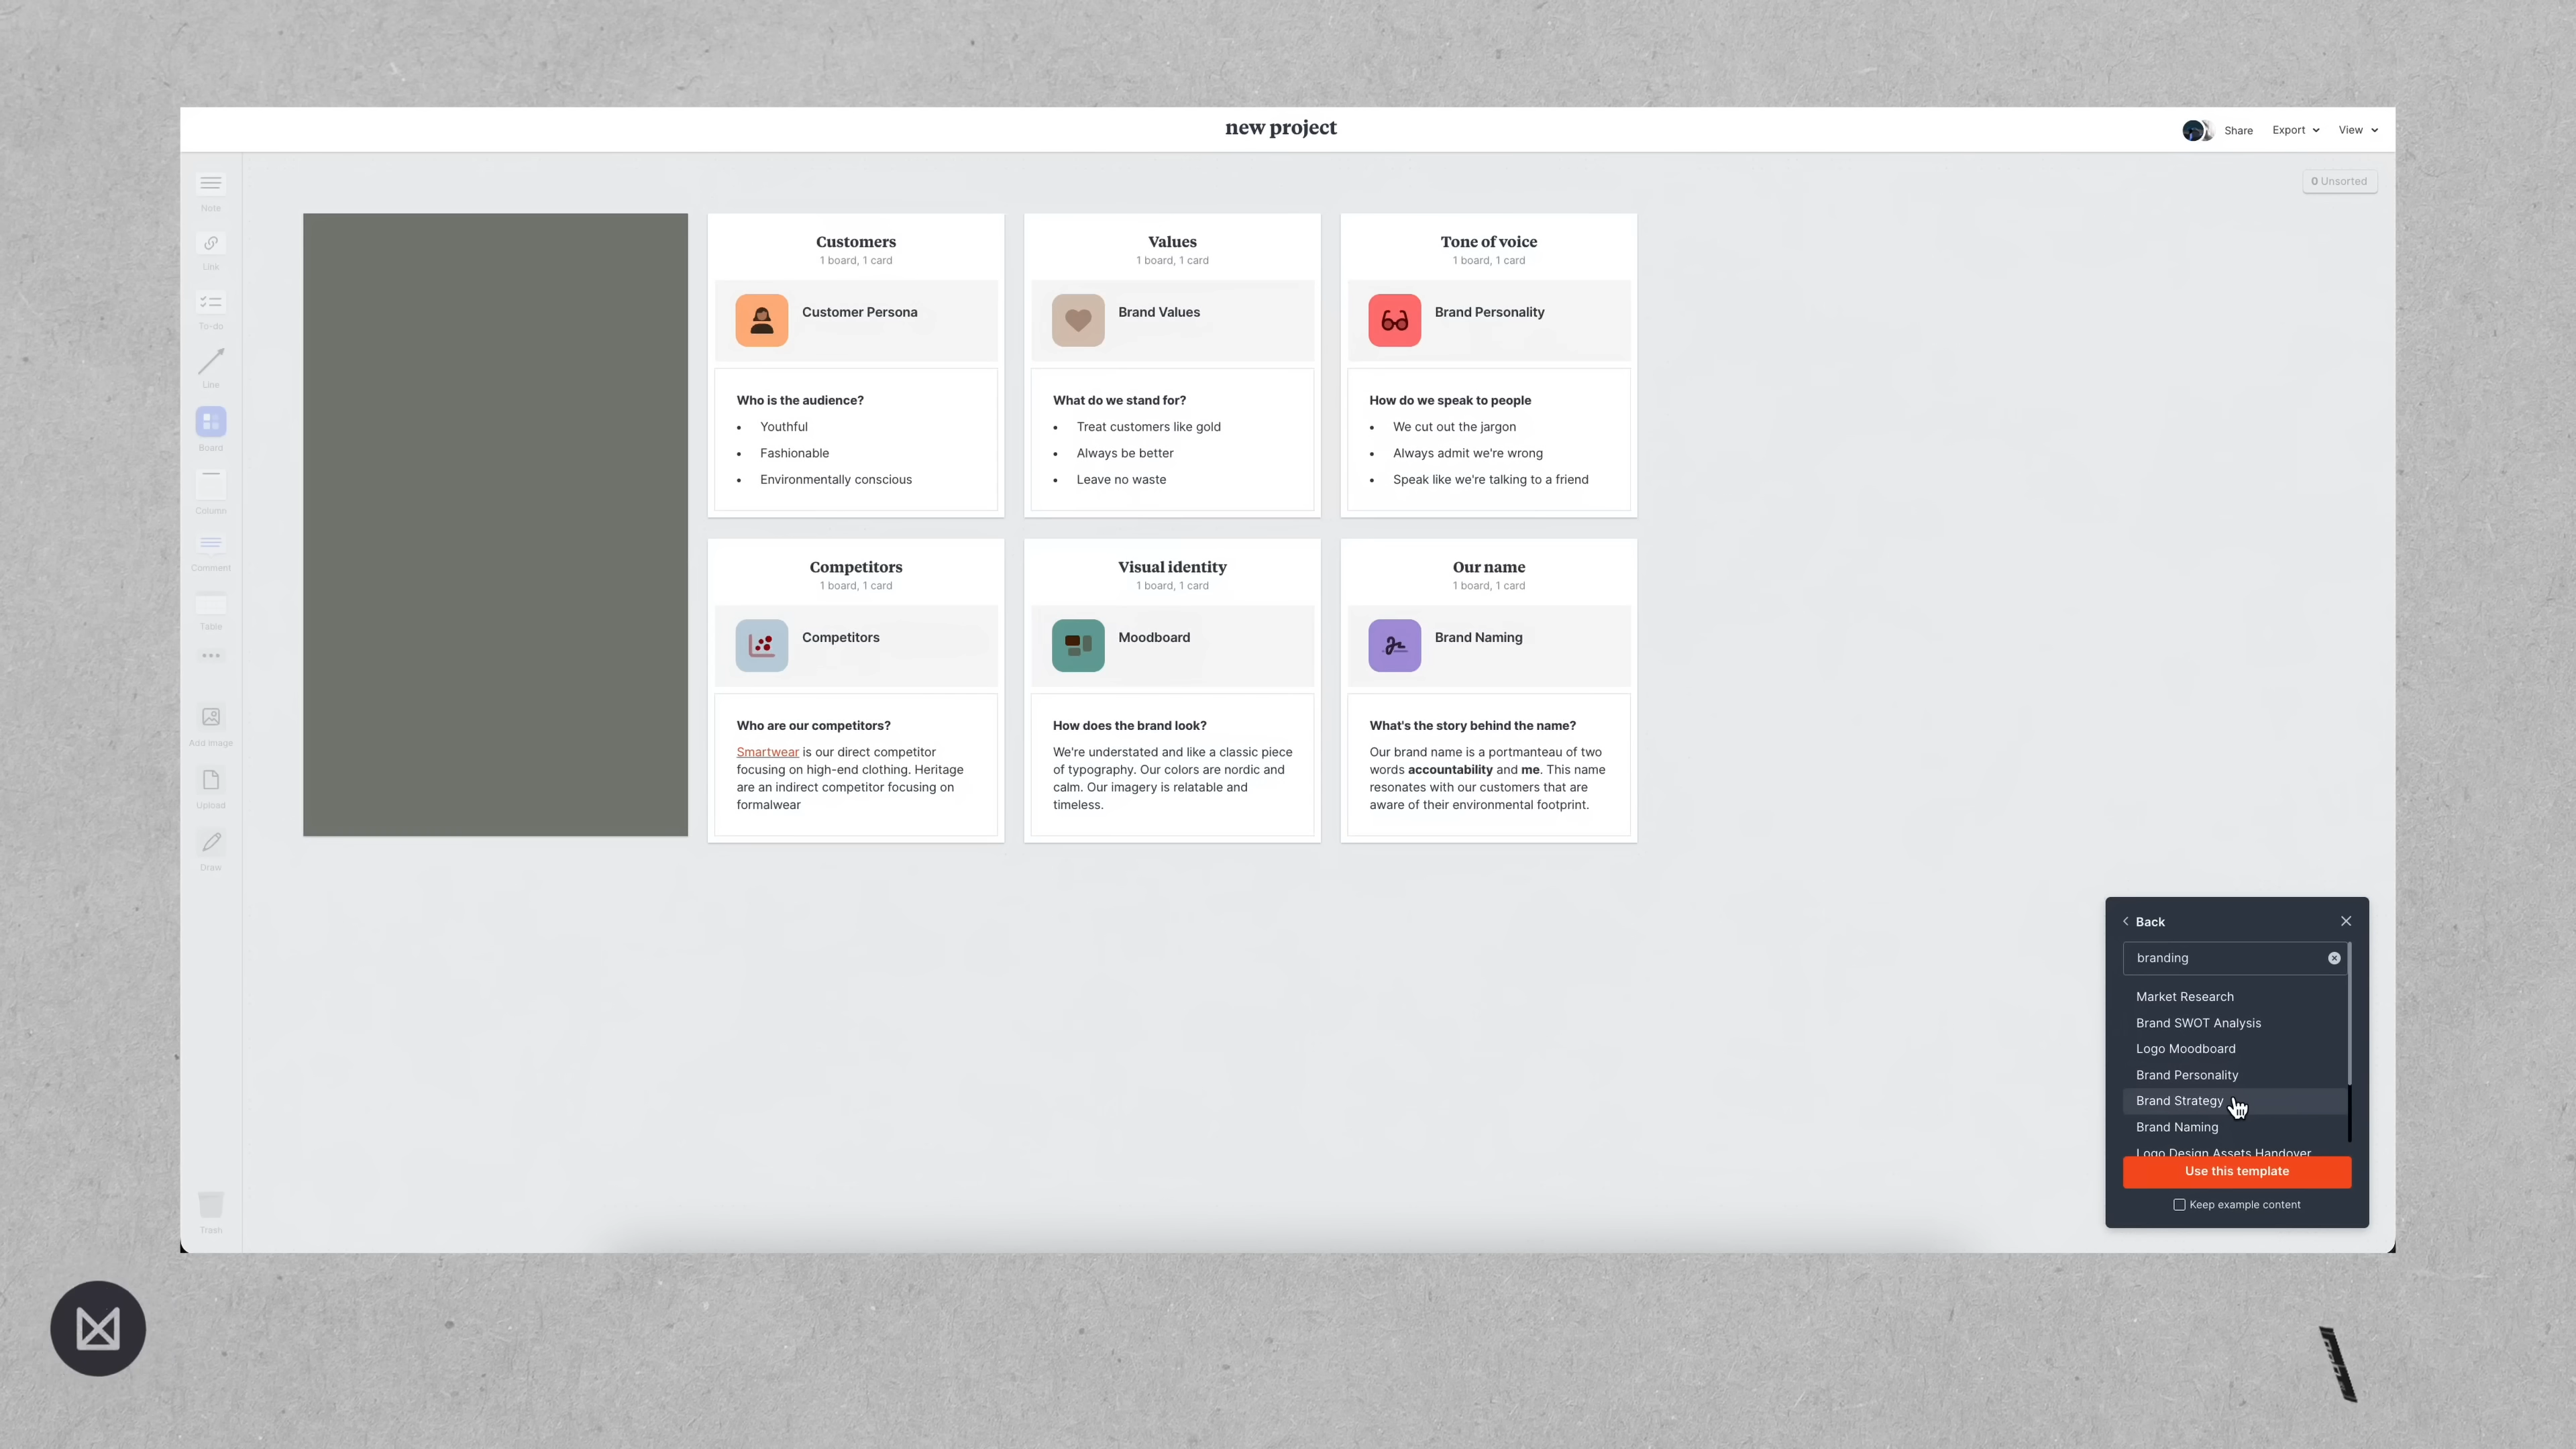 new project
Share
Export
View
0 Unsorted
Note
Link
To-do
Line
Board
Column
Comment
Table
Add image
Upload
Draw
Trash
Customers
1 board, 1 card
Customer Persona
Who is the audience?
• Youthful
• Fashionable
• Environmentally conscious
Values
1 board, 1 card
Brand Values
What do we stand for?
• Treat customers like gold
• Always be better
• Leave no waste
Tone of voice
1 board, 1 card
Brand Personality
How do we speak to people
• We cut out the jargon
• Always admit we're wrong
• Speak like we're talking to a friend
Competitors
1 board, 1 card
Competitors
Who are our competitors?
Smartwear is our direct competitor
focusing on high-end clothing. Heritage
are an indirect competitor focusing on
formalwear
Visual identity
1 board, 1 card
Moodboard
How does the brand look?
We're understated and like a classic piece
of typography. Our colors are nordic and
calm. Our imagery is relatable and
timeless.
Our name
1 board, 1 card
Brand Naming
What's the story behind the name?
Our brand name is a portmanteau of two
words accountability and me. This name
resonates with our customers that are
aware of their environmental footprint.
Back
branding
Market Research
Brand SWOT Analysis
Logo Moodboard
Brand Personality
Brand Strategy
Brand Naming
Logo Design Assets Handover
Use this template
Keep example content